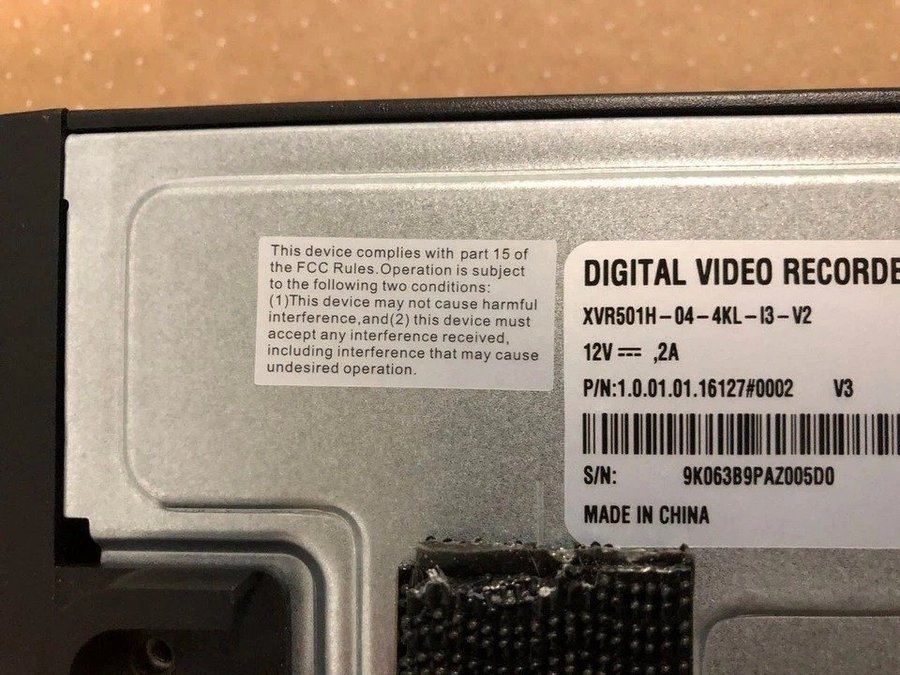 This device complies with part 15 of
the FCC Rules.Operation is subject
to the following two conditions:
(1)This device may not cause harmful
interference,and(2) this device must
accept any interference received,
including interference that may cause
undesired operation.
DIGITAL VIDEO RECORDE
XVR501H-04-4KL-I3-V2
12V ⎓ ,2A
P/N:1.0.01.01.16127#0002 V3
S/N: 9K063B9PAZ005D0
MADE IN CHINA